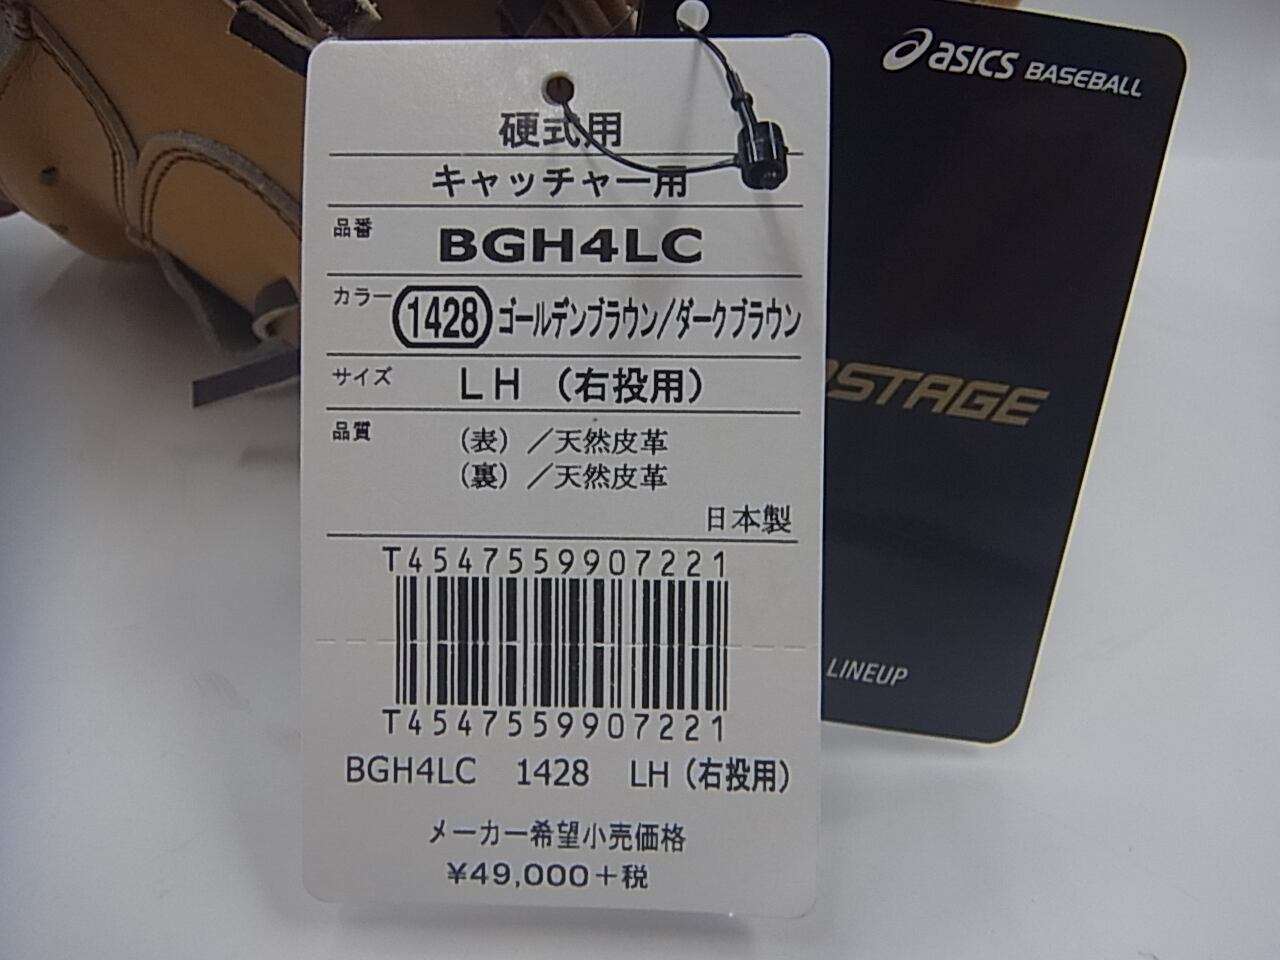 硬式用
キャッチャー用
品番 BGH4LC
カラー 1428 ゴールデンブラウン/ダークブラウン
サイズ LH (右投用)
品質 (表)/天然皮革
(裏)/天然皮革
日本製
T4547559907221
T4547559907221
BGH4LC 1428 LH(右投用)
メーカー希望小売価格
¥49,000+税
asics BASEBALL
STAGE
LINEUP